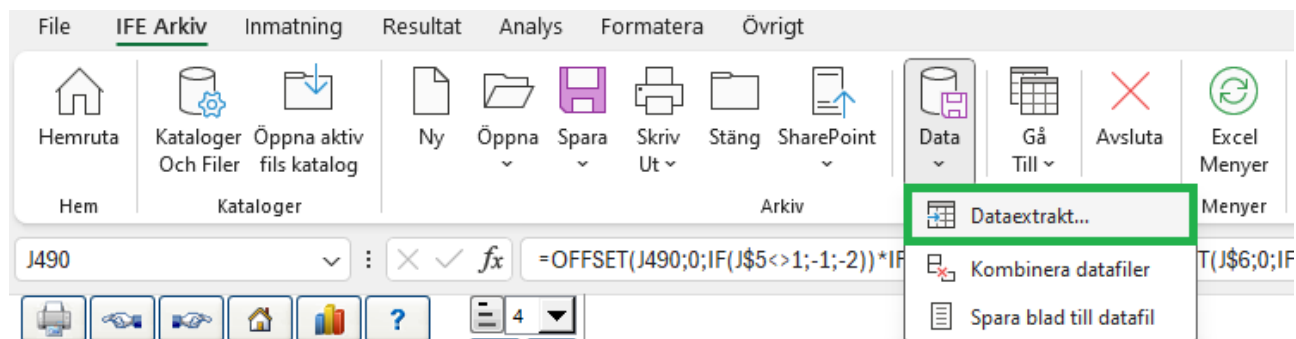 File IFE Arkiv Inmatning Resultat Analys Formatera Övrigt
Hemruta Kataloger Öppna aktiv Ny Öppna Spara Skriv Stäng SharePoint Data Gå Avsluta Excel
Och Filer fils katalog Ut Till Menyer
Hem Kataloger Arkiv Menyer
Dataextrakt...
J490 fx =OFFSET(J490;0;IF(J$5<>1;-1;-2))*IF T(J$6;0;IF
Kombinera datafiler
? 4 Spara blad till datafil